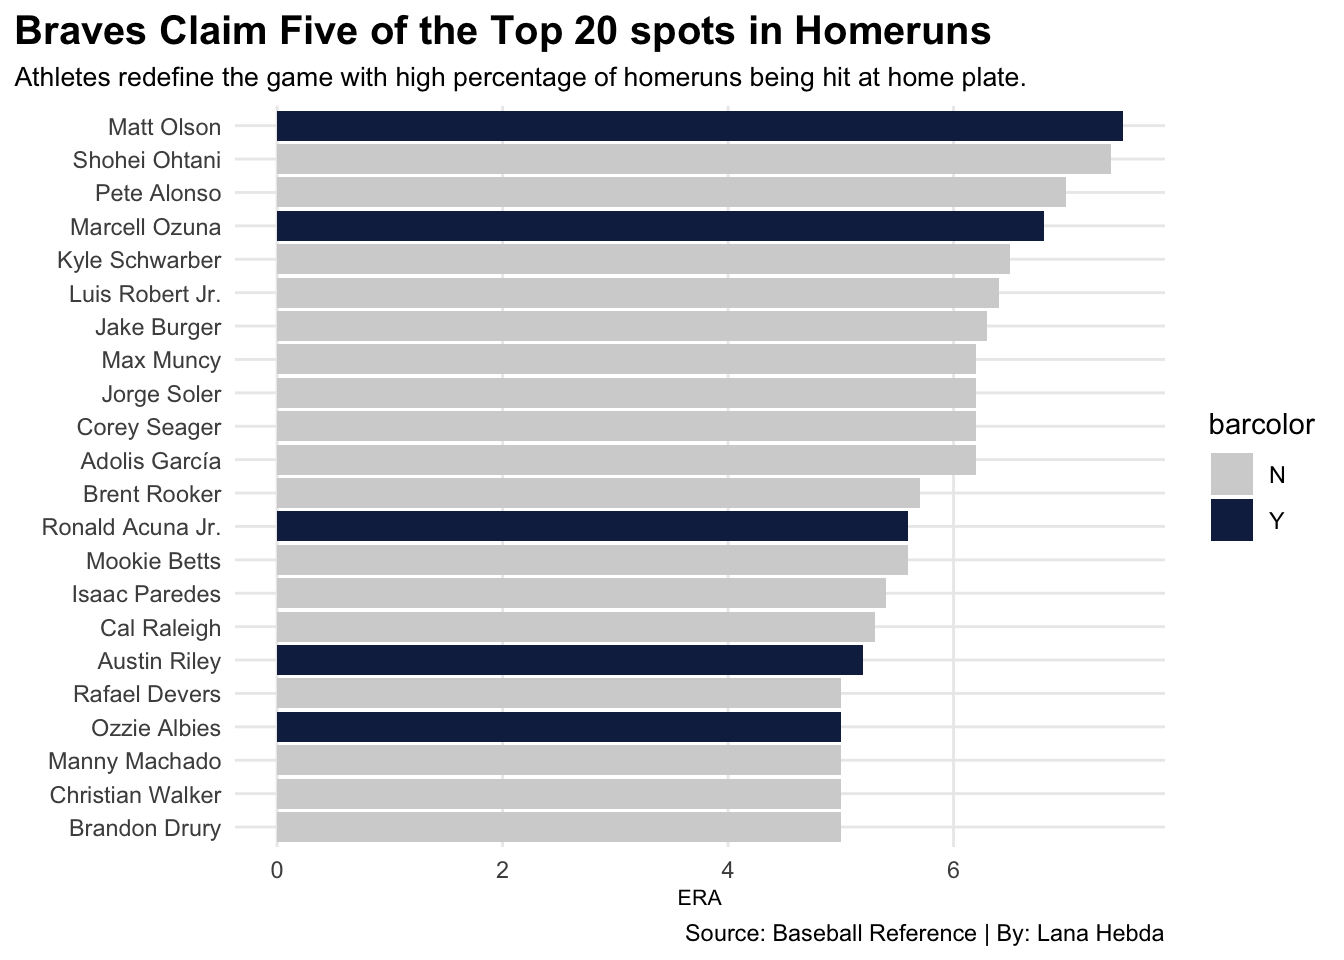 Braves Claim Five of the Top 20 spots in Homeruns
Athletes redefine the game with high percentage of homeruns being hit at home plate.
Matt Olson
Shohei Ohtani
Pete Alonso
Marcell Ozuna
Kyle Schwarber
Luis Robert Jr.
Jake Burger
Max Muncy
Jorge Soler
Corey Seager
Adolis García
Brent Rooker
Ronald Acuna Jr.
Mookie Betts
Isaac Paredes
Cal Raleigh
Austin Riley
Rafael Devers
Ozzie Albies
Manny Machado
Christian Walker
Brandon Drury
0 2 4 6
ERA
barcolor
N
Y
Source: Baseball Reference | By: Lana Hebda